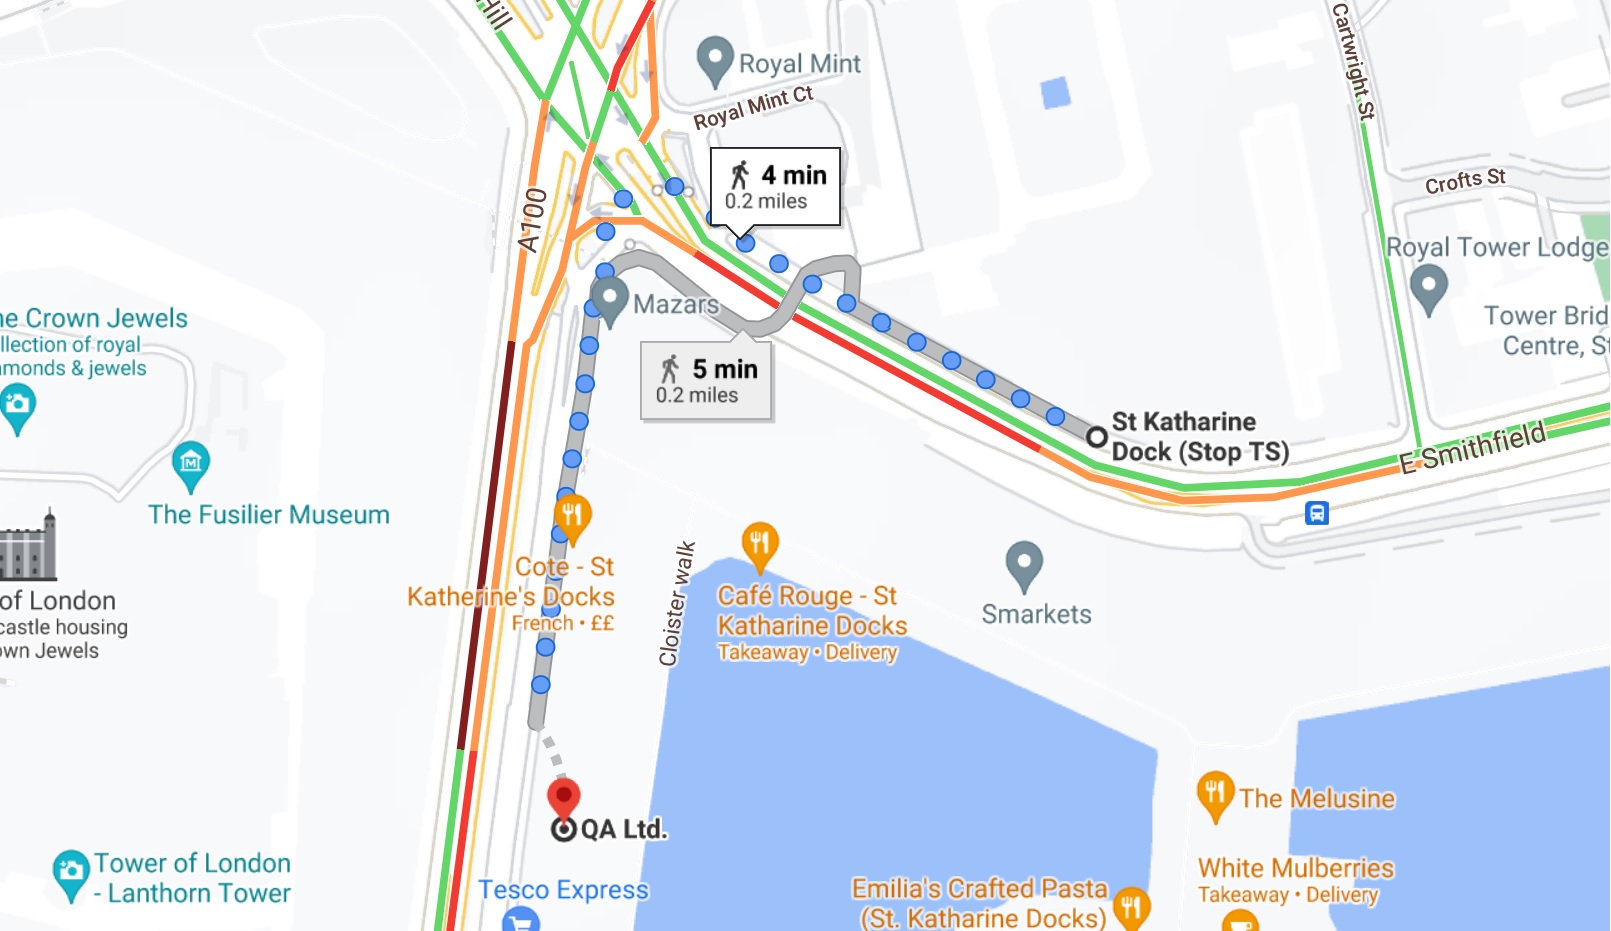 Hill
Royal Mint
Royal Mint Ct
Cartwright St
4 min
0.2 miles
Crofts St
A100
Royal Tower Lodge
Mazars
Tower Brid
Centre, St
he Crown Jewels
llection of royal
amonds & jewels
5 min
0.2 miles
St Katharine
Dock (Stop TS)
E Smithfield
The Fusilier Museum
Cote - St
Katherine's Docks
French • ££
Cloister walk
Café Rouge - St
Katharine Docks
Takeaway • Delivery
Smarkets
of London
castle housing
own Jewels
The Melusine
QA Ltd.
Tower of London
- Lanthorn Tower
Tesco Express
Emilia's Crafted Pasta
(St. Katharine Docks)
White Mulberries
Takeaway • Delivery